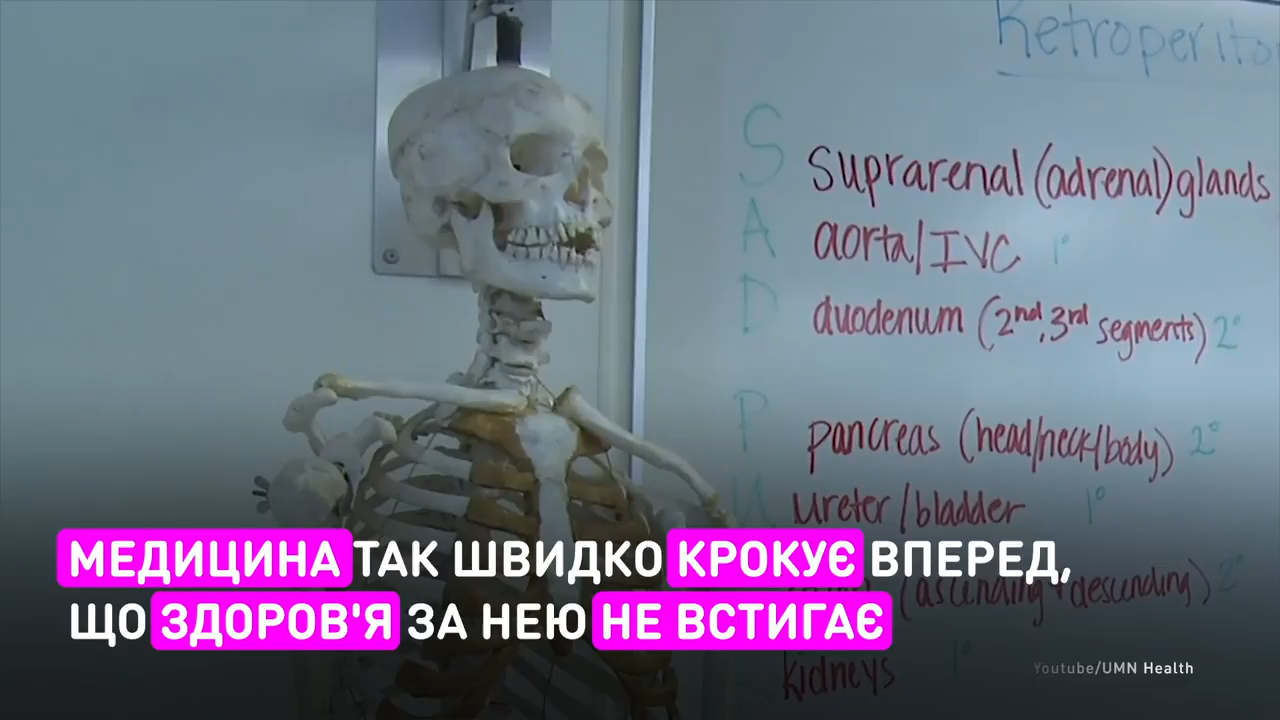 Retroperito
S suprarenal (adrenal) glands
A aorta/IVC 1°
D duodenum (2nd, 3rd segments) 2°
P pancreas (head/neck/body) 2°
U ureter/bladder 1°
(ascending + descending) 2°
kidneys 1°
МЕДИЦИНА ТАК ШВИДКО КРОКУЄ ВПЕРЕД,
ЩО ЗДОРОВ'Я ЗА НЕЮ НЕ ВСТИГАЄ
Youtube/UMN Health